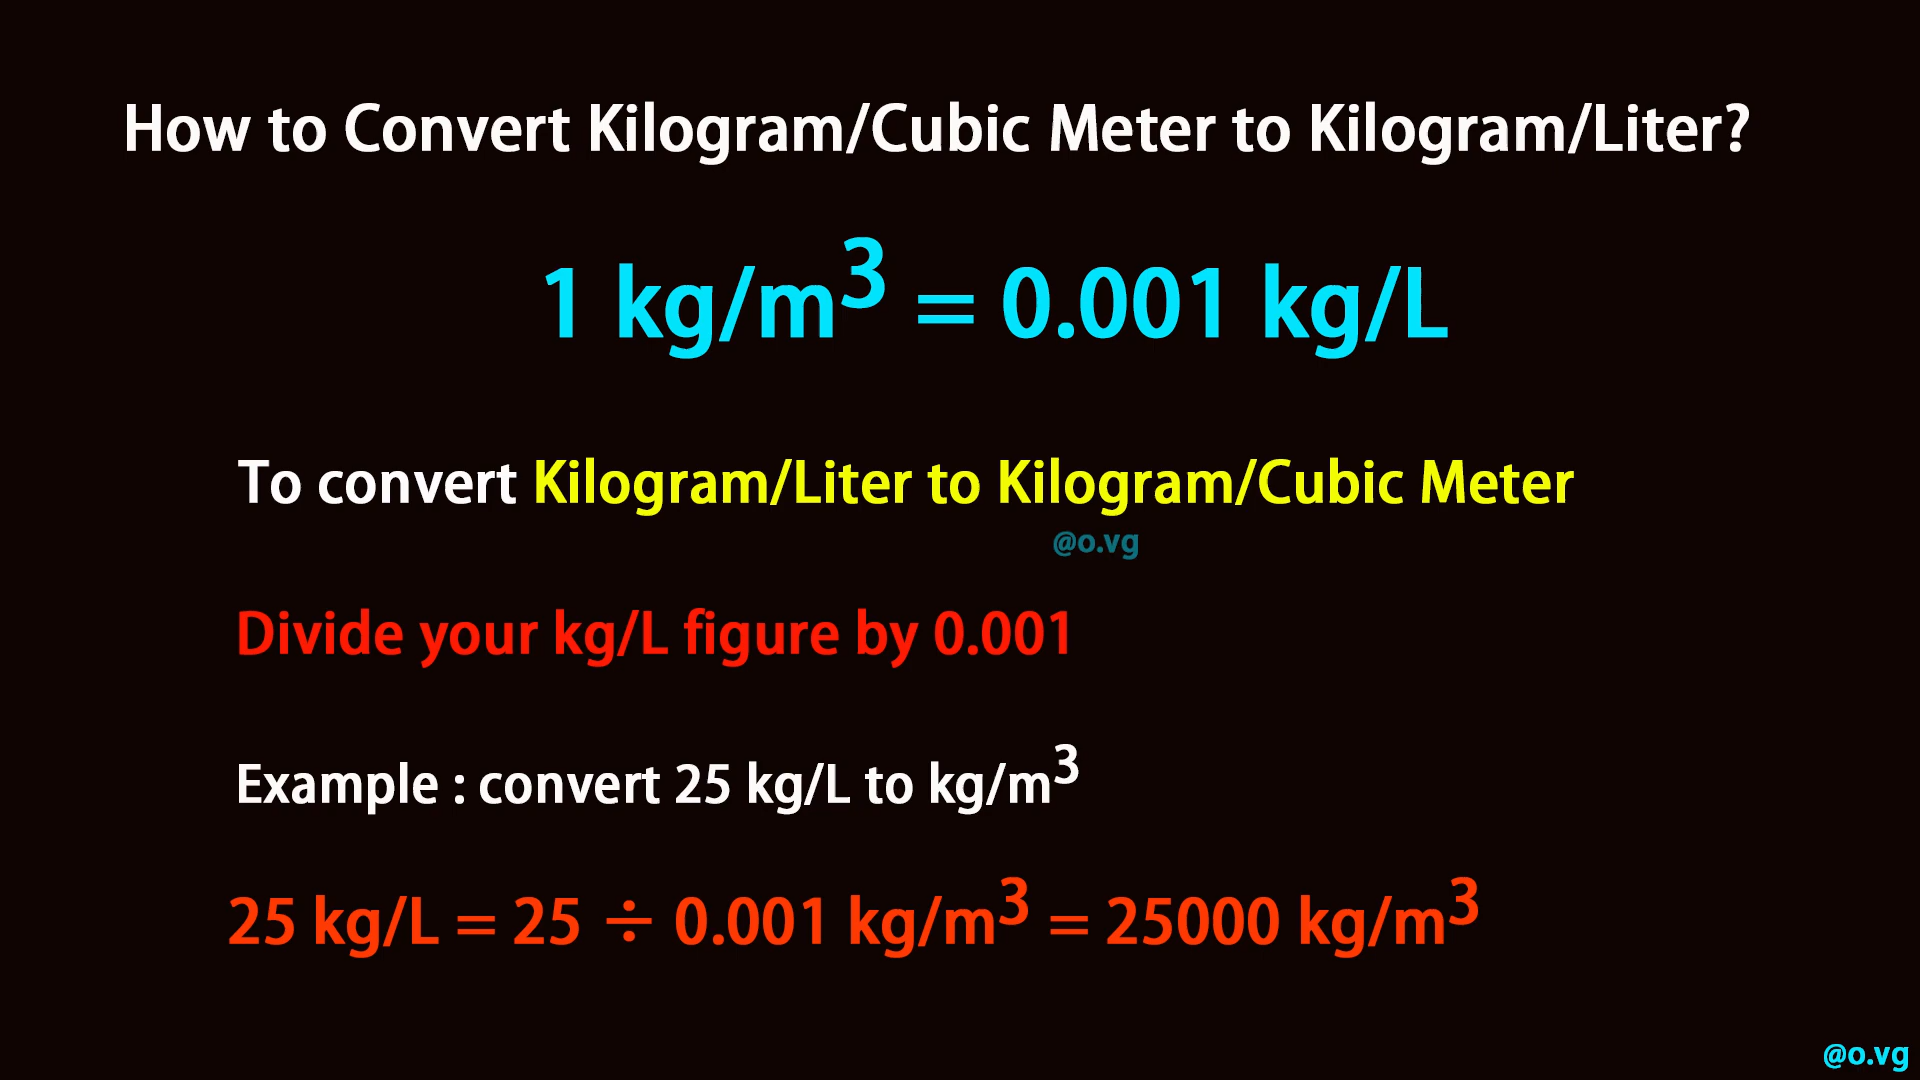 How to Convert Kilogram/Cubic Meter to Kilogram/Liter?
1 kg/m³ = 0.001 kg/L
To convert Kilogram/Liter to Kilogram/Cubic Meter
@o.vg
Divide your kg/L figure by 0.001
Example : convert 25 kg/L to kg/m³
25 kg/L = 25 ÷ 0.001 kg/m³ = 25000 kg/m³
@o.vg